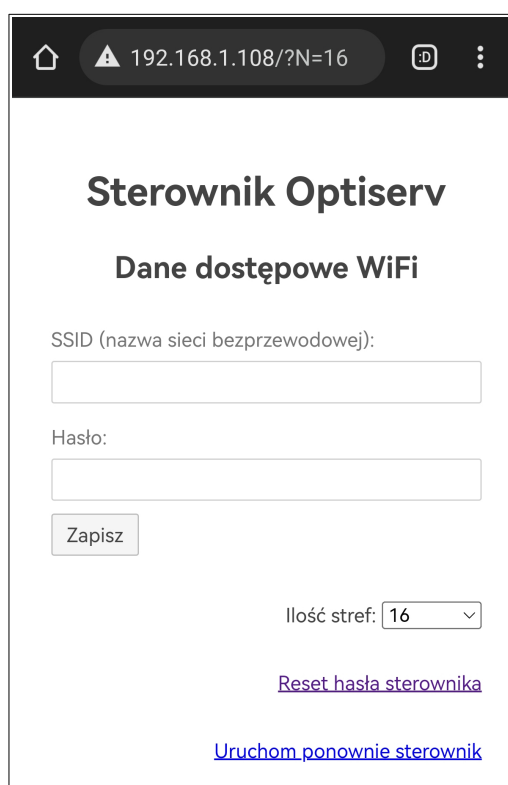 192.168.1.108/?N=16
:D
Sterownik Optiserv
Dane dostępowe WiFi
SSID (nazwa sieci bezprzewodowej):
Hasło:
Zapisz
Ilość stref: 16
Reset hasła sterownika
Uruchom ponownie sterownik